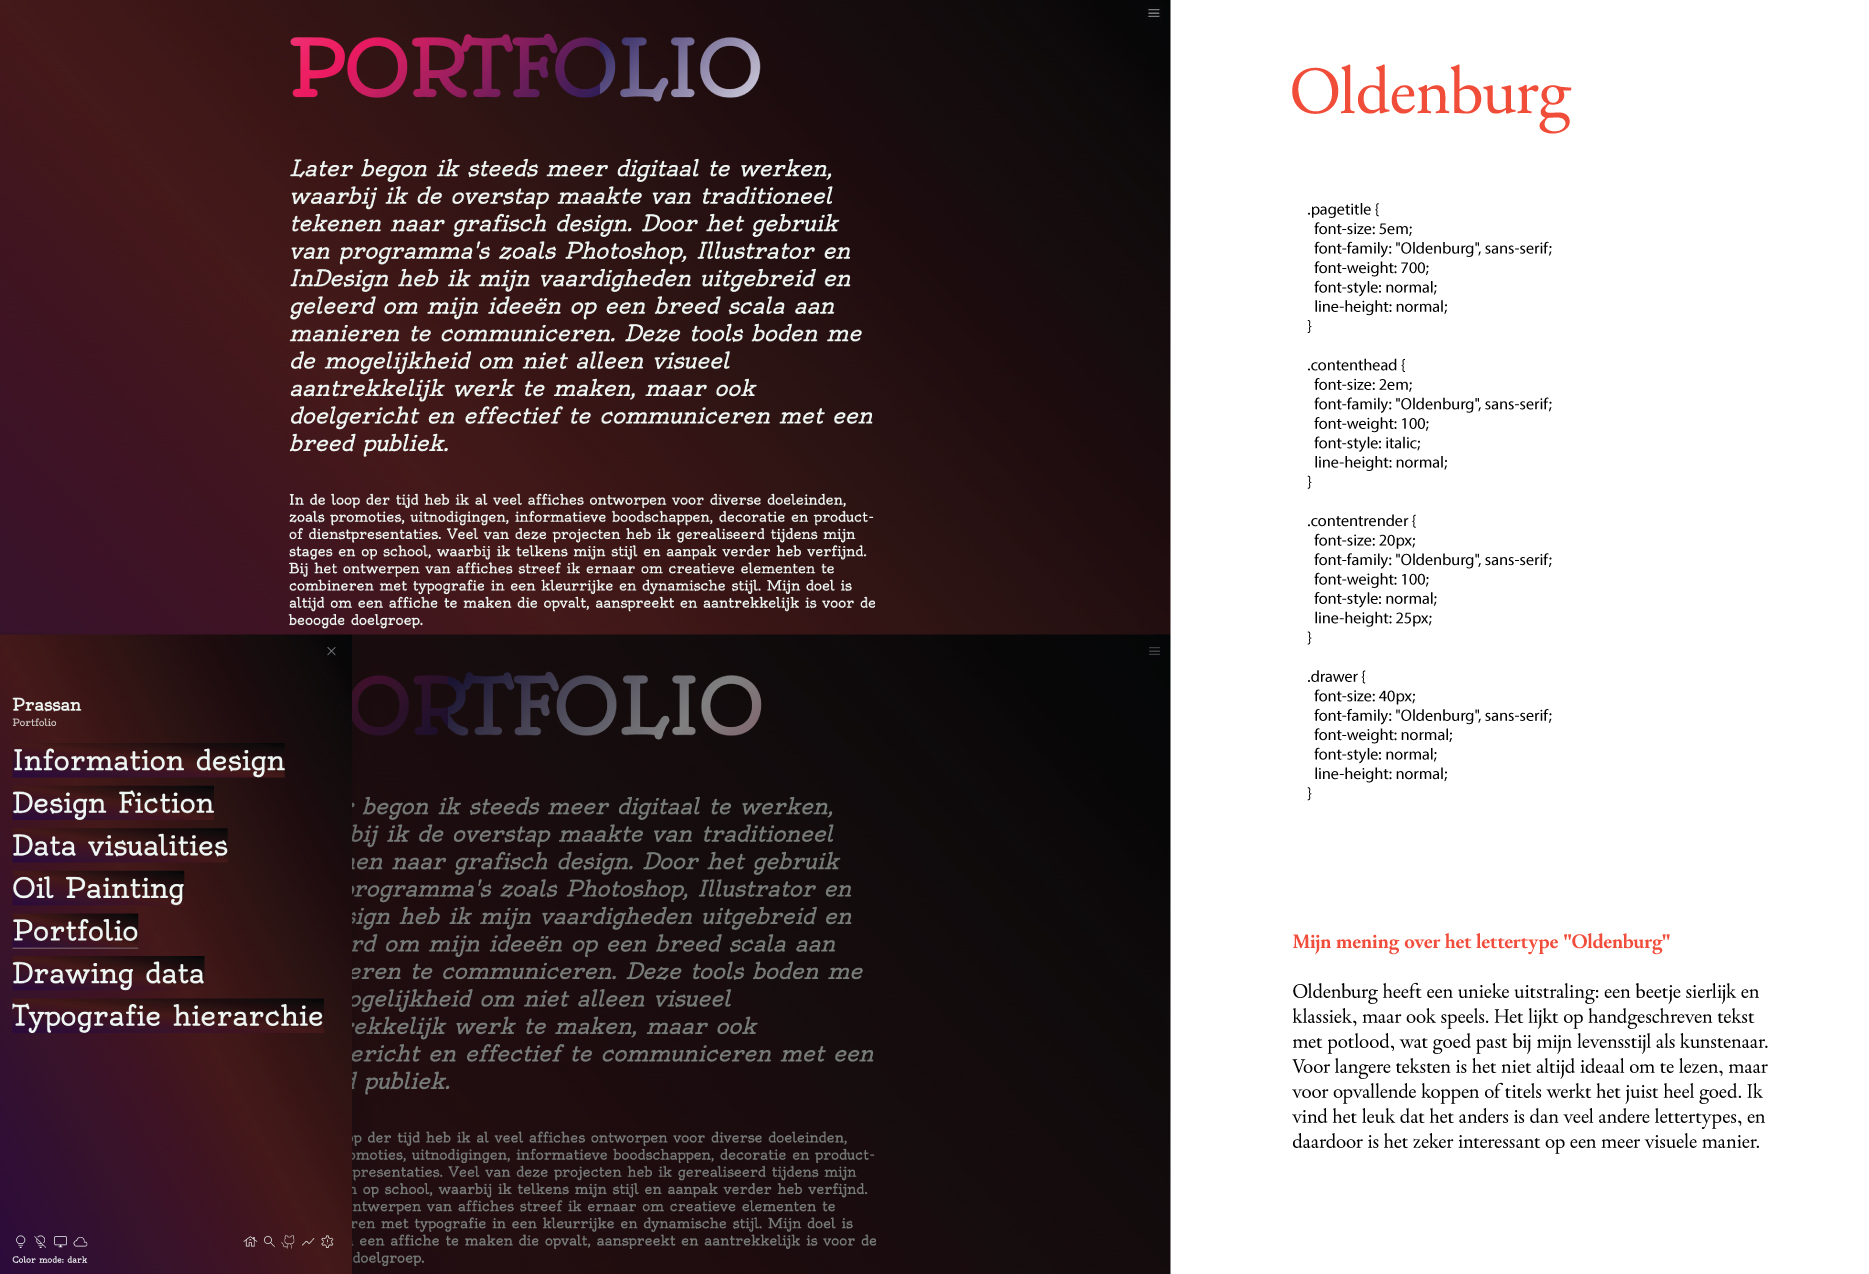 PORTFOLIO
Later begon ik steeds meer digitaal te werken,
waarbij ik de overstap maakte van traditioneel
tekenen naar grafisch design. Door het gebruik
van programma's zoals Photoshop, Illustrator en
InDesign heb ik mijn vaardigheden uitgebreid en
geleerd om mijn ideeën op een breed scala aan
manieren te communiceren. Deze tools boden me
de mogelijkheid om niet alleen visueel
aantrekkelijk werk te maken, maar ook
doelgericht en effectief te communiceren met een
breed publiek.
In de loop der tijd heb ik al veel affiches ontworpen voor diverse doeleinden,
zoals promoties, uitnodigingen, informatieve boodschappen, decoratie en product-
of dienstpresentaties. Veel van deze projecten heb ik gerealiseerd tijdens mijn
stages en op school, waarbij ik telkens mijn stijl en aanpak verder heb verfijnd.
Bij het ontwerpen van affiches streef ik ernaar om creatieve elementen te
combineren met typografie in een kleurrijke en dynamische stijl. Mijn doel is
altijd om een affiche te maken die opvalt, aanspreekt en aantrekkelijk is voor de
beoogde doelgroep.
Prassan
Portfolio
Information design
Design Fiction
Data visualities
Oil Painting
Portfolio
Drawing data
Typografie hierarchie
Color mode: dark
ORTFOLIO
begon ik steeds meer digitaal te werken,
bij ik de overstap maakte van traditioneel
en naar grafisch design. Door het gebruik
programma's zoals Photoshop, Illustrator en
sign heb ik mijn vaardigheden uitgebreid en
rd om mijn ideeën op een breed scala aan
eren te communiceren. Deze tools boden me
ogelijkheid om niet alleen visueel
rekkelijk werk te maken, maar ook
ericht en effectief te communiceren met een
d publiek.
op der tijd heb ik al veel affiches ontworpen voor diverse doeleinden,
omoties, uitnodigingen, informatieve boodschappen, decoratie en product-
presentaties. Veel van deze projecten heb ik gerealiseerd tijdens mijn
op school, waarbij ik telkens mijn stijl en aanpak verder heb verfijnd.
ntwerpen van affiches streef ik ernaar om creatieve elementen te
ren met typografie in een kleurrijke en dynamische stijl. Mijn doel is
een affiche te maken die opvalt, aanspreekt en aantrekkelijk is voor de
doelgroep.
Oldenburg
.pagetitle {
font-size: 5em;
font-family: "Oldenburg", sans-serif;
font-weight: 700;
font-style: normal;
line-height: normal;
}
.contenthead {
font-size: 2em;
font-family: "Oldenburg", sans-serif;
font-weight: 100;
font-style: italic;
line-height: normal;
}
.contentrender {
font-size: 20px;
font-family: "Oldenburg", sans-serif;
font-weight: 100;
font-style: normal;
line-height: 25px;
}
.drawer {
font-size: 40px;
font-family: "Oldenburg", sans-serif;
font-weight: normal;
font-style: normal;
line-height: normal;
}
Mijn mening over het lettertype "Oldenburg"
Oldenburg heeft een unieke uitstraling: een beetje sierlijk en
klassiek, maar ook speels. Het lijkt op handgeschreven tekst
met potlood, wat goed past bij mijn levensstijl als kunstenaar.
Voor langere teksten is het niet altijd ideaal om te lezen, maar
voor opvallende koppen of titels werkt het juist heel goed. Ik
vind het leuk dat het anders is dan veel andere lettertypes, en
daardoor is het zeker interessant op een meer visuele manier.